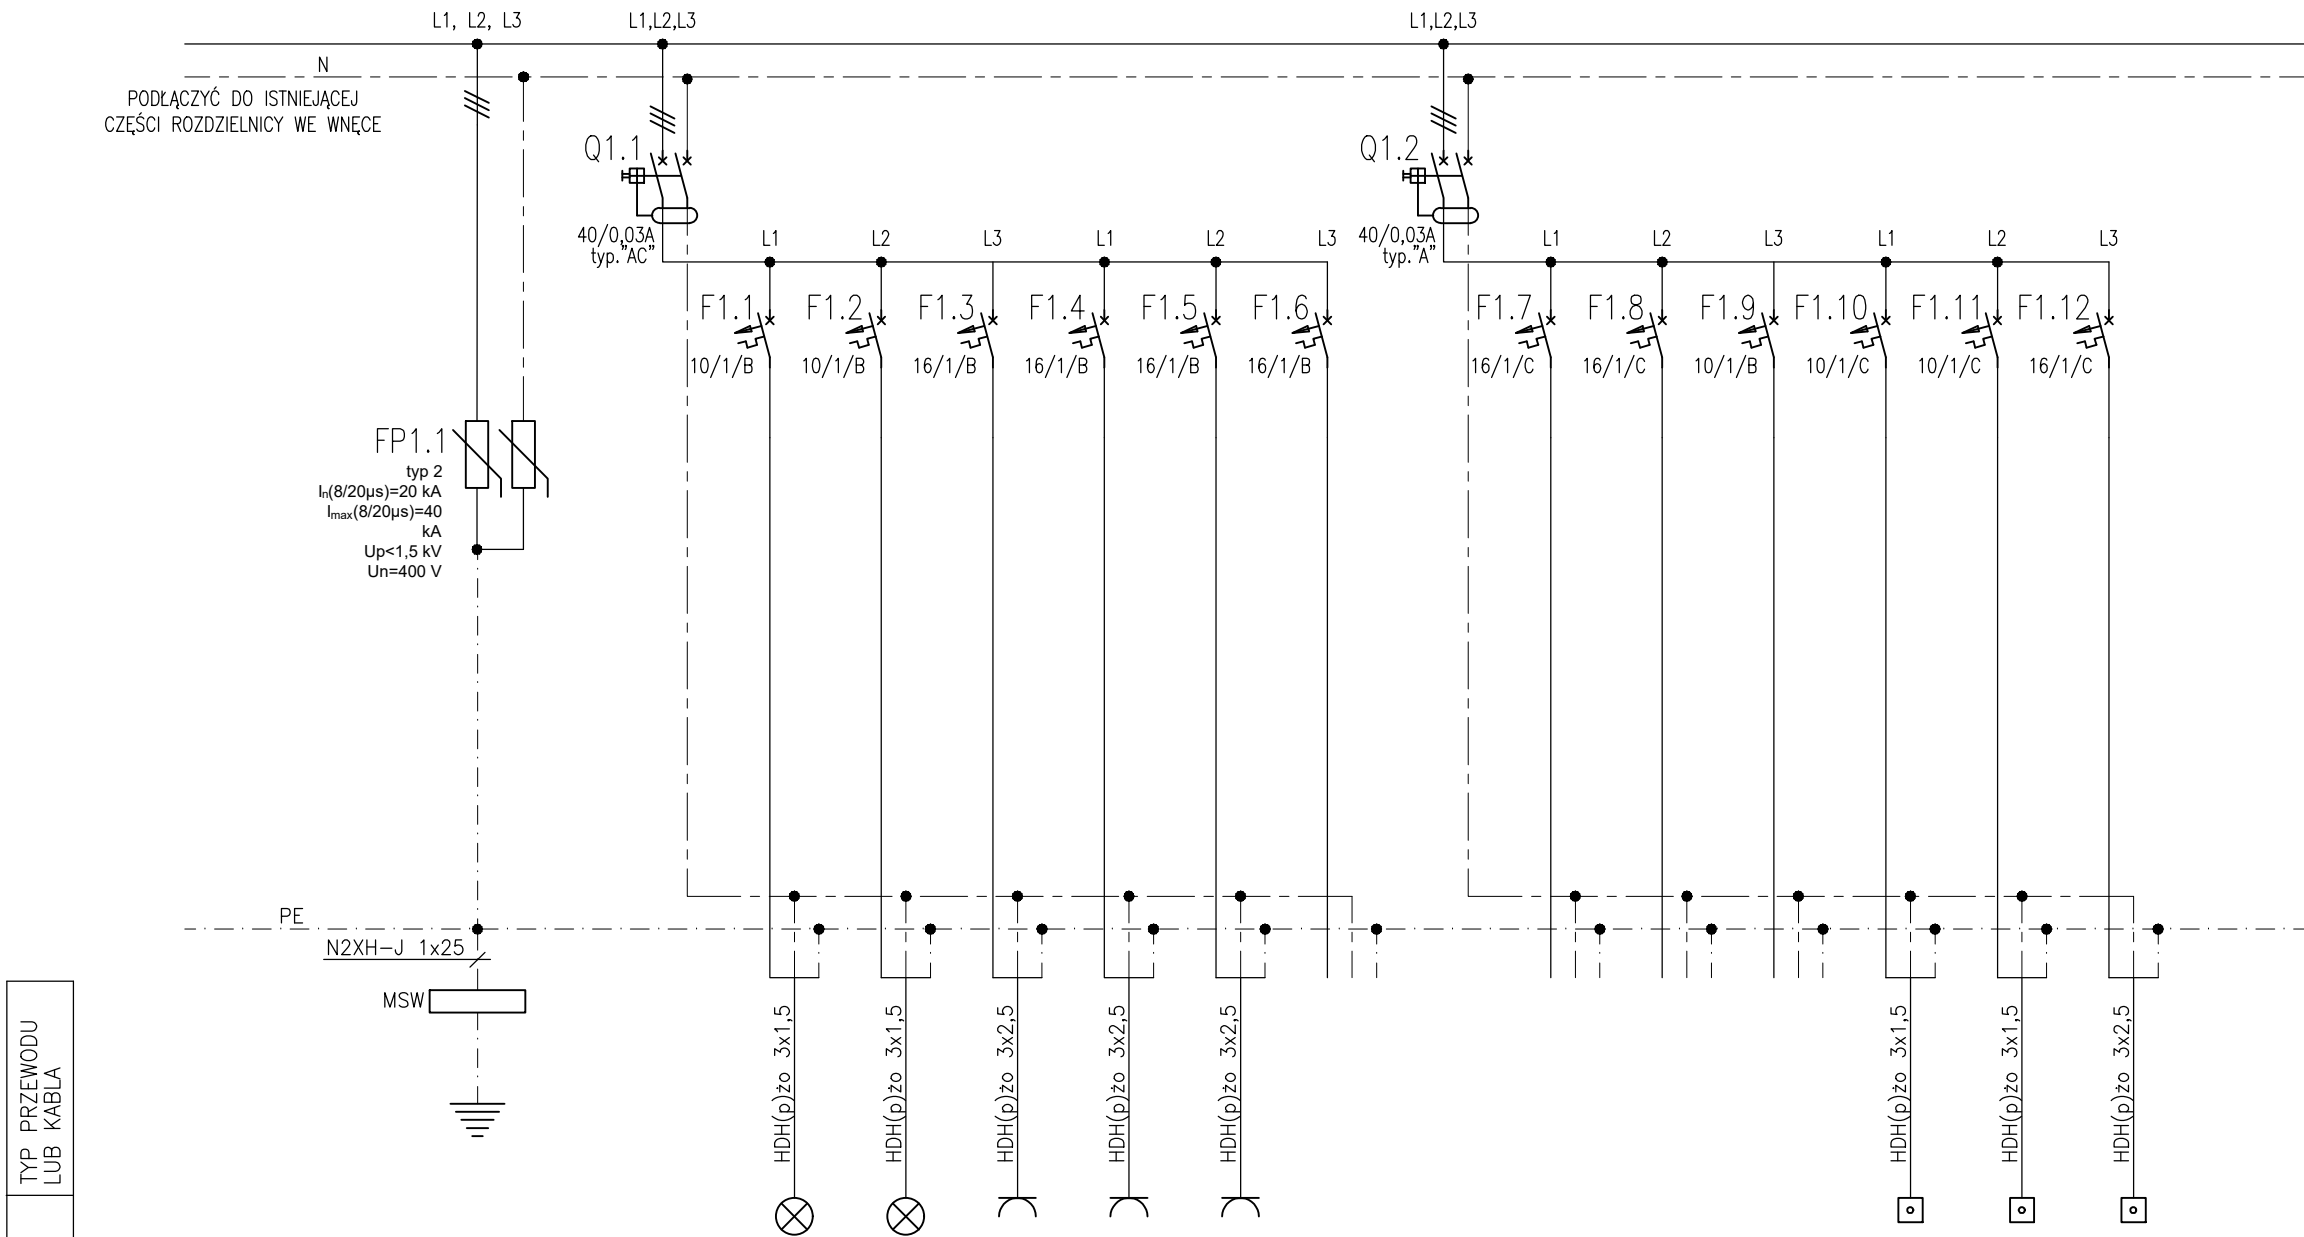 L1, L2, L3
L1,L2,L3
L1,L2,L3
N
PODŁĄCZYĆ DO ISTNIEJĄCEJ
CZĘŚCI ROZDZIELNICY WE WNĘCE
Q1.1
40/0,03A
typ."AC"
Q1.2
40/0,03A
typ."A"
L1
L2
L3
L1
L2
L3
L1
L2
L3
L1
L2
L3
F1.1
F1.2
F1.3
F1.4
F1.5
F1.6
F1.7
F1.8
F1.9
F1.10
F1.11
F1.12
10/1/B
10/1/B
16/1/B
16/1/B
16/1/B
16/1/B
16/1/C
16/1/C
10/1/B
10/1/C
10/1/C
16/1/C
FP1.1
typ 2
In(8/20µs)=20 kA
Imax(8/20µs)=40
kA
Up<1,5 kV
Un=400 V
PE
N2XH-J 1x25
MSW
TYP PRZEWODU
LUB KABLA
HDH(p)żo 3x1,5
HDH(p)żo 3x1,5
HDH(p)żo 3x2,5
HDH(p)żo 3x2,5
HDH(p)żo 3x2,5
HDH(p)żo 3x1,5
HDH(p)żo 3x1,5
HDH(p)żo 3x2,5